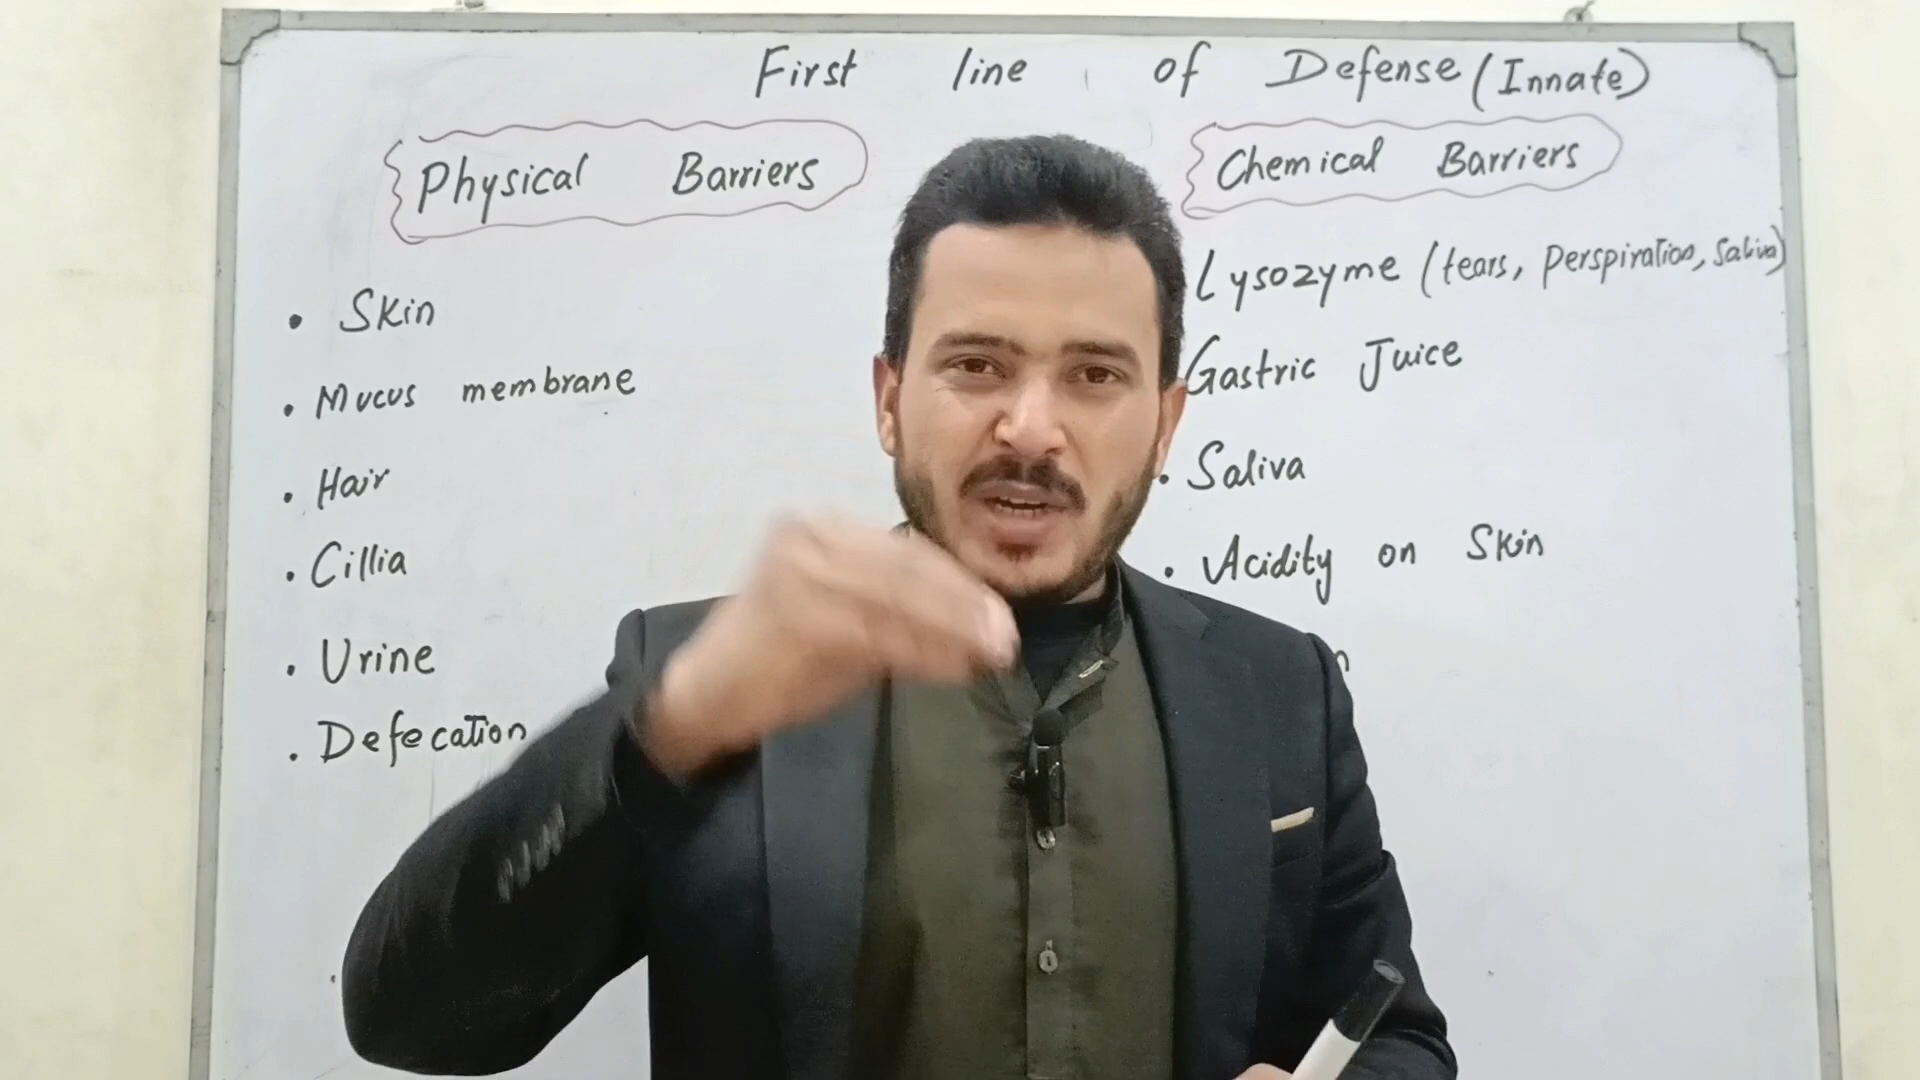 First line of Defense (Innate)
Physical Barriers
• Skin
• Mucus membrane
• Hair
• Cillia
• Urine
• Defecation
Chemical Barriers
Lysozyme (tears, Perspiration, Saliva)
Gastric Juice
• Saliva
• Acidity on Skin